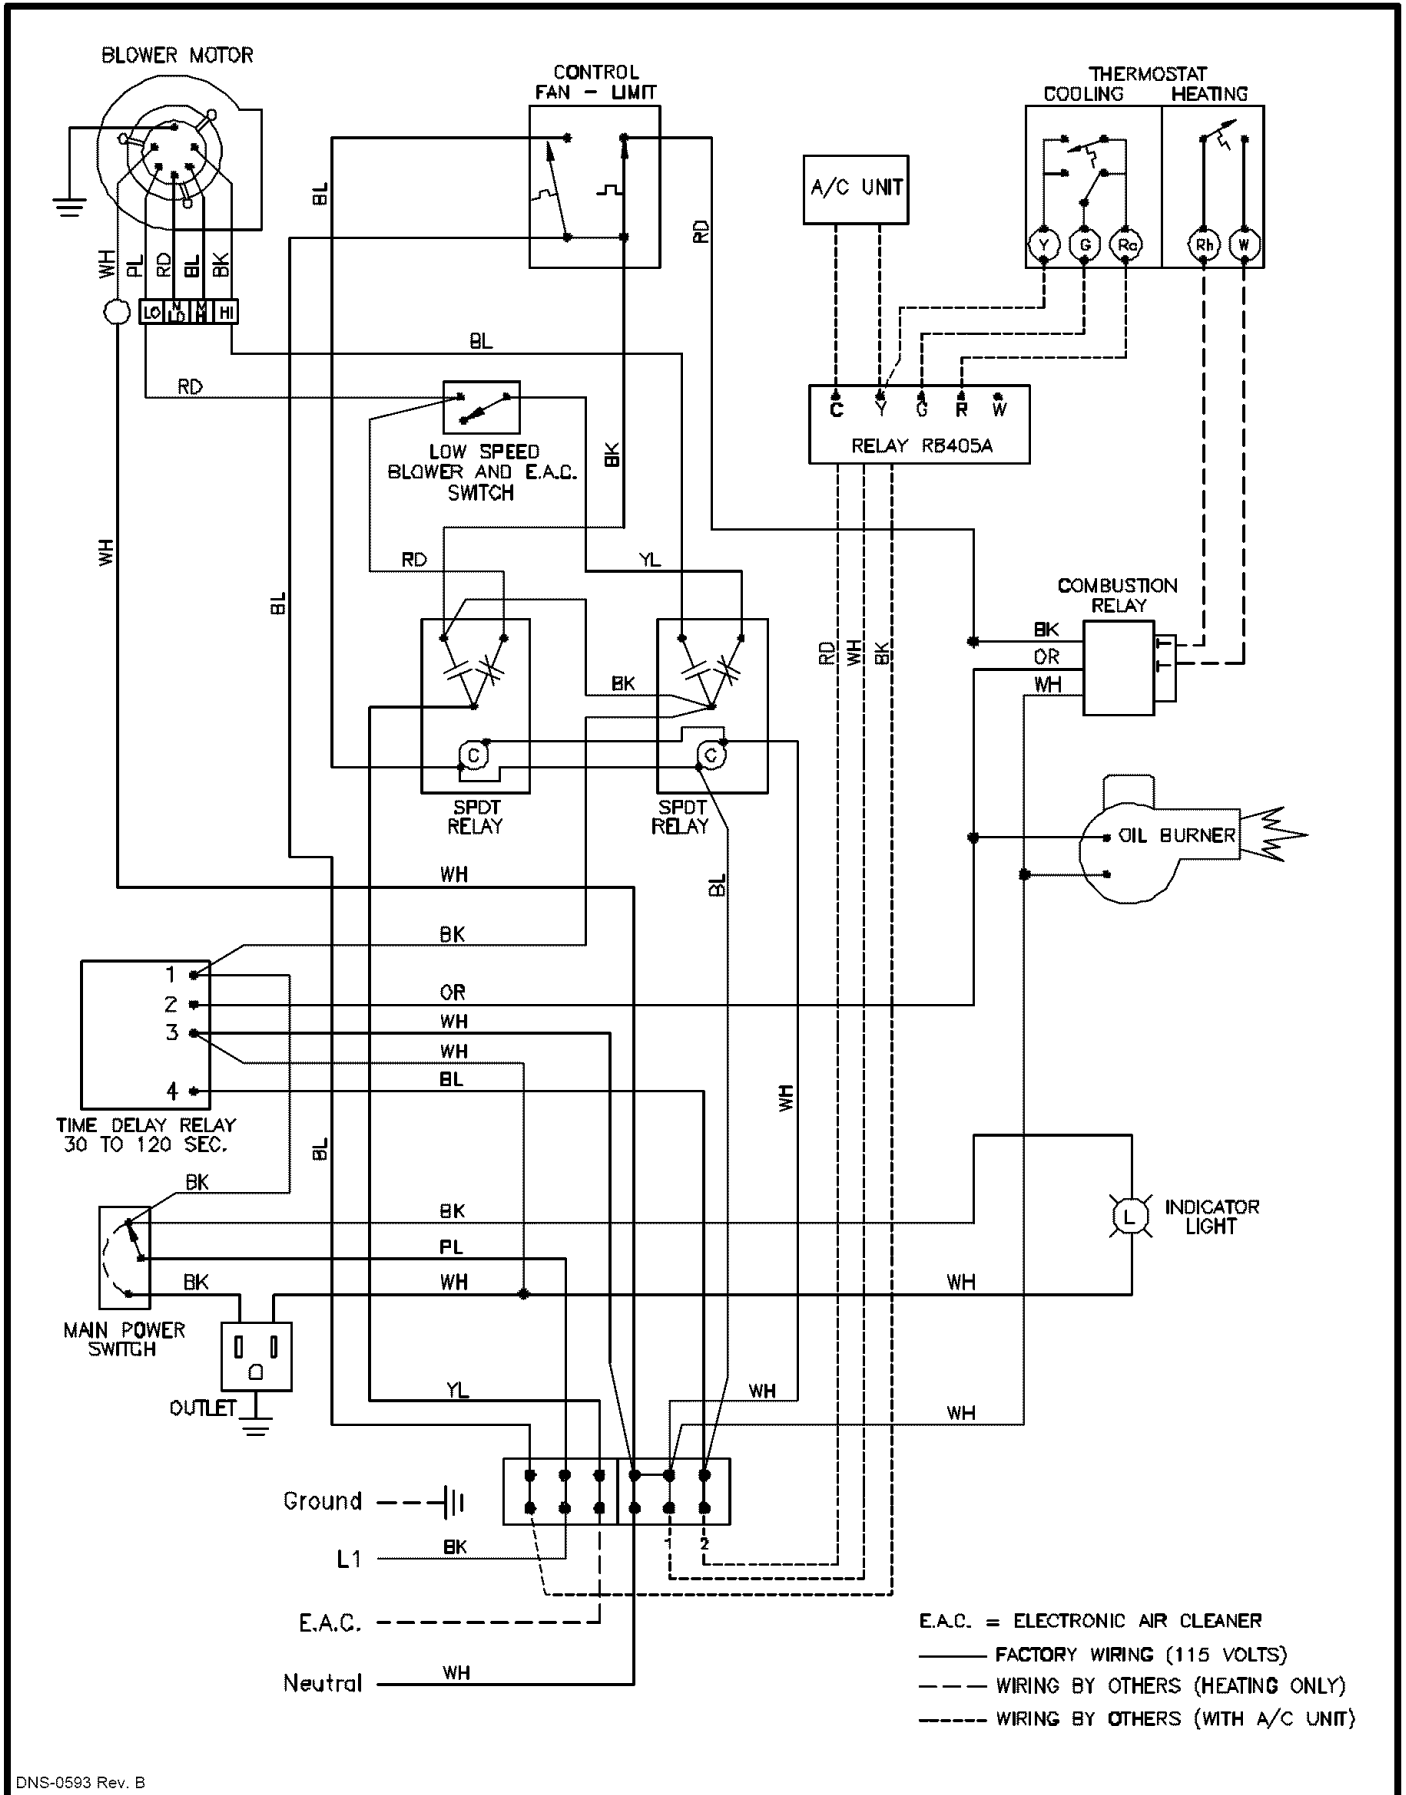 BLOWER MOTOR
CONTROL
FAN - LIMIT
THERMOSTAT
COOLING HEATING
A/C UNIT
BL
RD
Y G Rc Rh W
WH PL RD BL BK
LO M LO M HI HI
BL
RD
C Y G R W
RELAY R8405A
LOW SPEED
BLOWER AND E.A.C.
SWITCH
BK
WH
RD
YL
BL
COMBUSTION
RELAY
BK
OR
WH
RD WH BK
BK
C C
SPDT
RELAY
SPDT
RELAY
OIL BURNER
WH
BL
BK
1
2
3
4
OR
WH
WH
BL
WH
TIME DELAY RELAY
30 TO 120 SEC.
BL
BK
BK
L
INDICATOR
LIGHT
PL
BK
WH
WH
MAIN POWER
SWITCH
OUTLET
YL
WH
WH
Ground
1 2
L1
BK
E.A.C.
Neutral
WH
E.A.C. = ELECTRONIC AIR CLEANER
FACTORY WIRING (115 VOLTS)
WIRING BY OTHERS (HEATING ONLY)
WIRING BY OTHERS (WITH A/C UNIT)
DNS-0593 Rev. B